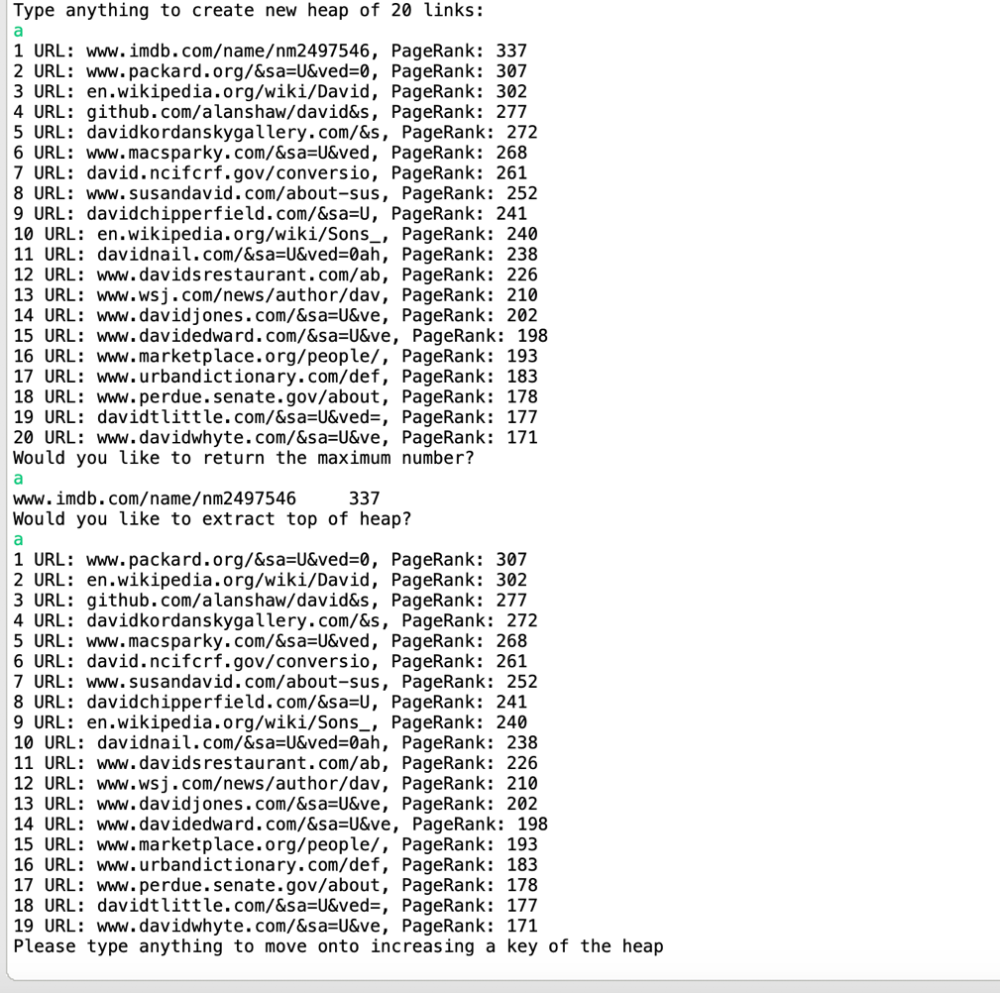 Type anything to create new heap of 20 links:
a
1 URL: www.imdb.com/name/nm2497546, PageRank: 337
2 URL: www.packard.org/&sa=U&ved=0, PageRank: 307
3 URL: en.wikipedia.org/wiki/David, PageRank: 302
4 URL: github.com/alanshaw/david&s, PageRank: 277
5 URL: davidkordanskygallery.com/&s, PageRank: 272
6 URL: www.macsparky.com/&sa=U&ved, PageRank: 268
7 URL: david.ncifcrf.gov/conversio, PageRank: 261
8 URL: www.susandavid.com/about-sus, PageRank: 252
9 URL: davidchipperfield.com/&sa=U, PageRank: 241
10 URL: en.wikipedia.org/wiki/Sons_, PageRank: 240
11 URL: davidnail.com/&sa=U&ved=0ah, PageRank: 238
12 URL: www.davidsrestaurant.com/ab, PageRank: 226
13 URL: www.wsj.com/news/author/dav, PageRank: 210
14 URL: www.davidjones.com/&sa=U&ve, PageRank: 202
15 URL: www.davidedward.com/&sa=U&ve, PageRank: 198
16 URL: www.marketplace.org/people/, PageRank: 193
17 URL: www.urbandictionary.com/def, PageRank: 183
18 URL: www.perdue.senate.gov/about, PageRank: 178
19 URL: davidtlittle.com/&sa=U&ved=, PageRank: 177
20 URL: www.davidwhyte.com/&sa=U&ve, PageRank: 171
Would you like to return the maximum number?
a
www.imdb.com/name/nm2497546     337
Would you like to extract top of heap?
a
1 URL: www.packard.org/&sa=U&ved=0, PageRank: 307
2 URL: en.wikipedia.org/wiki/David, PageRank: 302
3 URL: github.com/alanshaw/david&s, PageRank: 277
4 URL: davidkordanskygallery.com/&s, PageRank: 272
5 URL: www.macsparky.com/&sa=U&ved, PageRank: 268
6 URL: david.ncifcrf.gov/conversio, PageRank: 261
7 URL: www.susandavid.com/about-sus, PageRank: 252
8 URL: davidchipperfield.com/&sa=U, PageRank: 241
9 URL: en.wikipedia.org/wiki/Sons_, PageRank: 240
10 URL: davidnail.com/&sa=U&ved=0ah, PageRank: 238
11 URL: www.davidsrestaurant.com/ab, PageRank: 226
12 URL: www.wsj.com/news/author/dav, PageRank: 210
13 URL: www.davidjones.com/&sa=U&ve, PageRank: 202
14 URL: www.davidedward.com/&sa=U&ve, PageRank: 198
15 URL: www.marketplace.org/people/, PageRank: 193
16 URL: www.urbandictionary.com/def, PageRank: 183
17 URL: www.perdue.senate.gov/about, PageRank: 178
18 URL: davidtlittle.com/&sa=U&ved=, PageRank: 177
19 URL: www.davidwhyte.com/&sa=U&ve, PageRank: 171
Please type anything to move onto increasing a key of the heap